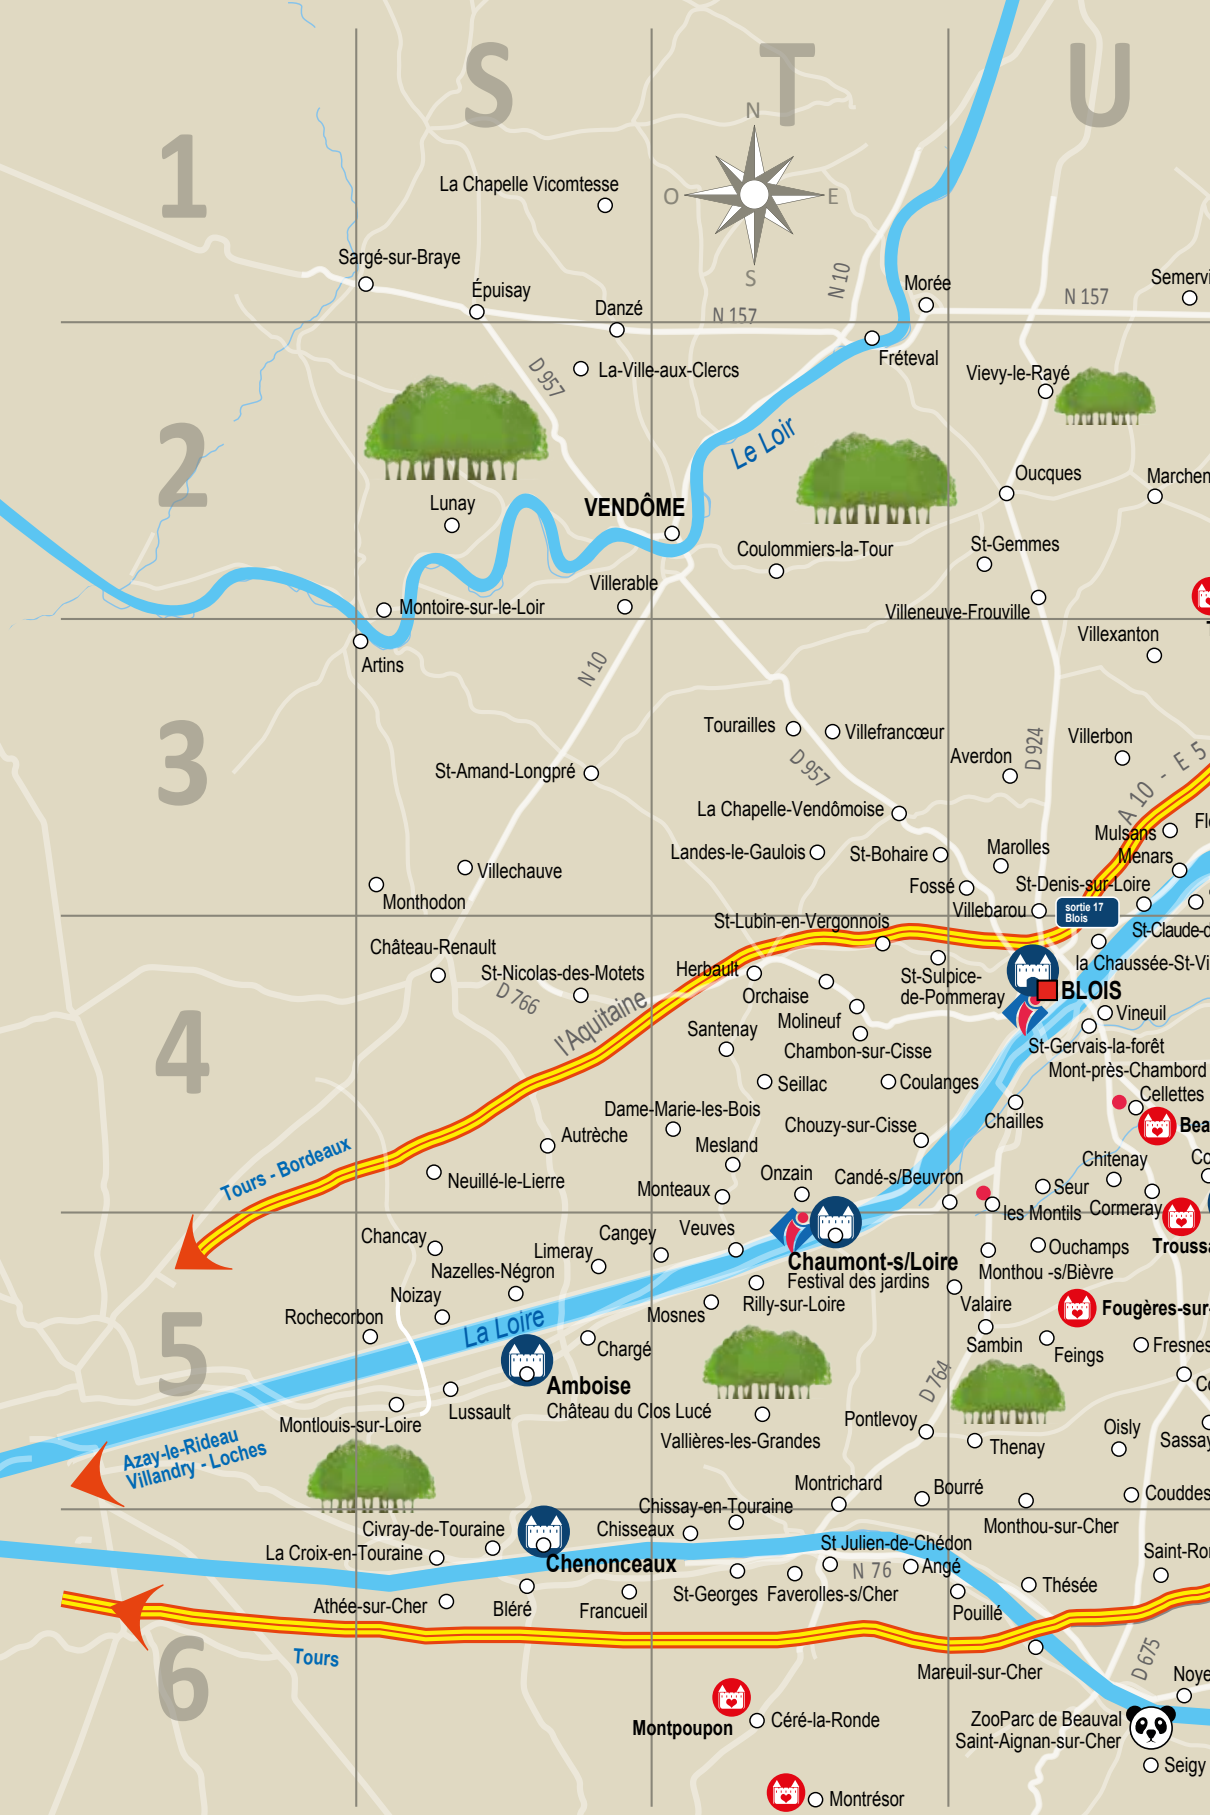 S
T
U
1
N
O
E
S
La Chapelle Vicomtesse
Sargé-sur-Braye
Épuisay
Danzé
N 10
Morée
N 157
N 157
Fréteval
D 957
La-Ville-aux-Clercs
Vievy-le-Rayé
2
Le Loir
Oucques
Lunay
VENDÔME
Coulommiers-la-Tour
St-Gemmes
Villerable
Montoire-sur-le-Loir
Villeneuve-Frouville
Villexanton
Artins
N 10
3
Tourailles
Villefrancœur
D 924
Villerbon
Averdon
St-Amand-Longpré
D 957
A 10 - E 5
La Chapelle-Vendômoise
Mulsans
Landes-le-Gaulois
St-Bohaire
Marolles
Menars
Villechauve
Fossé
St-Denis-sur-Loire
Monthodon
Villebarou
sortie 17
Blois
St-Lubin-en-Vergonnois
Château-Renault
St-Nicolas-des-Motets
Herbault
St-Sulpice-
de-Pommeray
BLOIS
D 766
Orchaise
l'Aquitaine
Molineuf
Vineuil
4
Santenay
Chambon-sur-Cisse
St-Gervais-la-forêt
Mont-près-Chambord
Seillac
Coulanges
Cellettes
Dame-Marie-les-Bois
Chouzy-sur-Cisse
Chailles
Autrèche
Mesland
Tours - Bordeaux
Neuillé-le-Lierre
Onzain
Candé-s/Beuvron
Chitenay
Monteaux
Seur
les Montils
Cormeray
Chancay
Cangey
Veuves
Limeray
Nazelles-Négron
Chaumont-s/Loire
Festival des jardins
Ouchamps
Monthou -s/Bièvre
Noizay
Rilly-sur-Loire
Valaire
Rochecorbon
Mosnes
5
La Loire
Chargé
Sambin
Feings
Amboise
Château du Clos Lucé
D 764
Lussault
Montlouis-sur-Loire
Vallières-les-Grandes
Pontlevoy
Thenay
Oisly
Azay-le-Rideau
Villandry - Loches
Montrichard
Bourré
Chissay-en-Touraine
Monthou-sur-Cher
Civray-de-Touraine
Chisseaux
La Croix-en-Touraine
Chenonceaux
St Julien-de-Chédon
N 76
Angé
Thésée
St-Georges
Faverolles-s/Cher
Athée-sur-Cher
Bléré
Francueil
Pouillé
Tours
6
Mareuil-sur-Cher
D 675
Montpoupon
Céré-la-Ronde
ZooParc de Beauval
Saint-Aignan-sur-Cher
Seigy
Montrésor